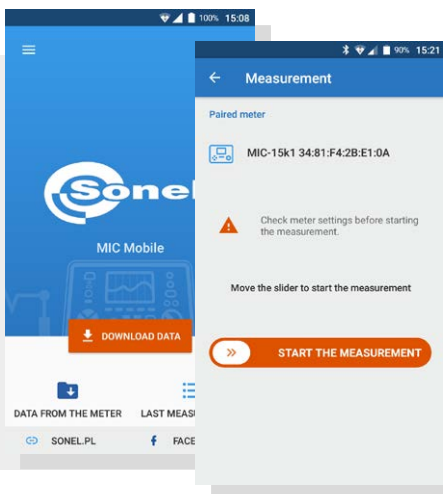 100% 15:08
Sone
MIC Mobile
DOWNLOAD DATA
DATA FROM THE METER
LAST MEASU
SONEL.PL
FACE
90% 15:21
Measurement
Paired meter
MIC-15k1 34:81:F4:2B:E1:0A
Check meter settings before starting
the measurement.
Move the slider to start the measurement
START THE MEASUREMENT